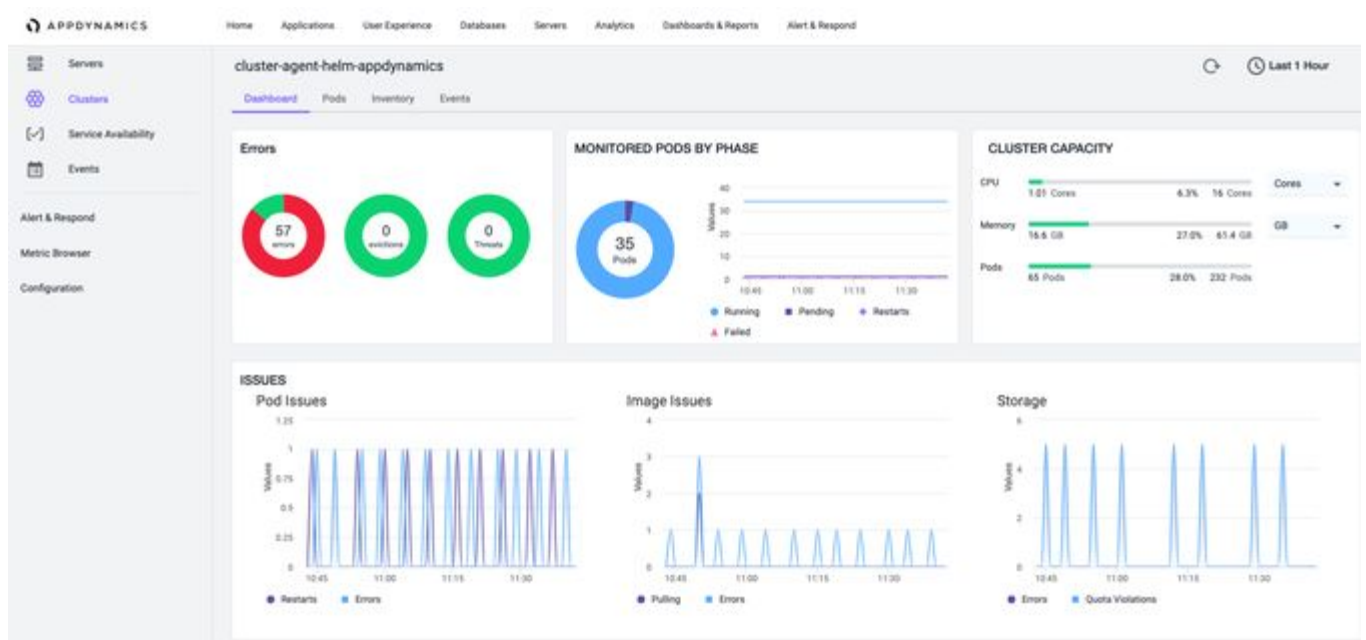 APPDYNAMICS
Home Applications User Experience Databases Servers Analytics Dashboards & Reports Alert & Respond
Servers
Clusters
Service Availability
Events
Alert & Respond
Metric Browser
Configuration
cluster-agent-helm-appdynamics
Last 1 Hour
Dashboard Pods Inventory Events
Errors
57
errors
0
evictions
0
Threats
MONITORED PODS BY PHASE
35
Pods
Values
40
30
20
10
0
10:45 11:00 11:15 11:30
Running Pending Restarts
Failed
CLUSTER CAPACITY
CPU
1.01 Cores 6.3% 16 Cores
Cores
Memory
16.6 GB 27.0% 61.4 GB
GB
Pods
65 Pods 28.0% 232 Pods
ISSUES
Pod Issues
Values
1.25
1
0.75
0.5
0.25
0
10:45 11:00 11:15 11:30
Restarts Errors
Image Issues
Values
4
3
2
1
0
10:45 11:00 11:15 11:30
Pulling Errors
Storage
Values
6
4
2
0
10:45 11:00 11:15 11:30
Errors Quota Violations